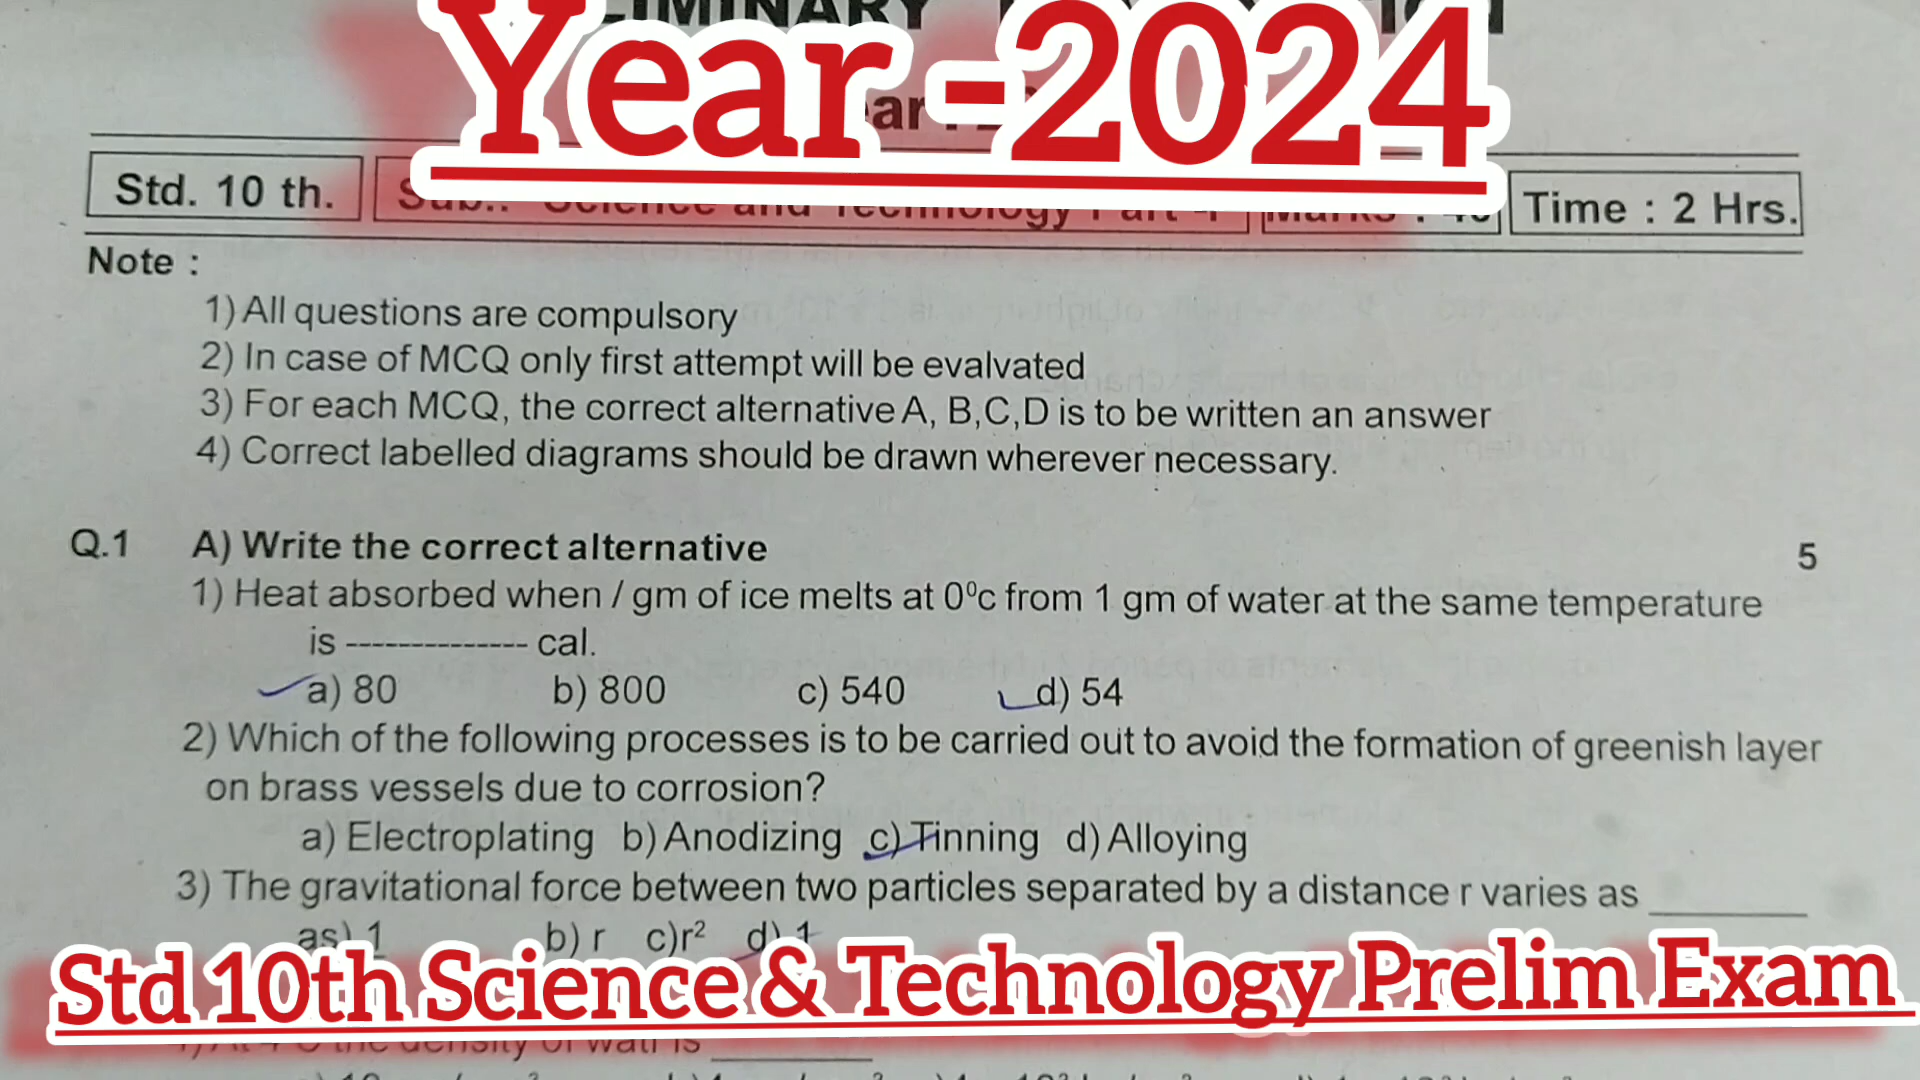 Year -2024
Std. 10 th.
Time : 2 Hrs.
Note :
1) All questions are compulsory
2) In case of MCQ only first attempt will be evalvated
3) For each MCQ, the correct alternative A, B,C,D is to be written an answer
4) Correct labelled diagrams should be drawn wherever necessary.
Q.1 A) Write the correct alternative 5
1) Heat absorbed when / gm of ice melts at 0⁰c from 1 gm of water at the same temperature
is -------------- cal.
a) 80 b) 800 c) 540 d) 54
2) Which of the following processes is to be carried out to avoid the formation of greenish layer
on brass vessels due to corrosion?
a) Electroplating b) Anodizing c) Tinning d) Alloying
3) The gravitational force between two particles separated by a distance r varies as ________
as) 1 b) r c)r² d) 1
Std 10th Science & Technology Prelim Exam